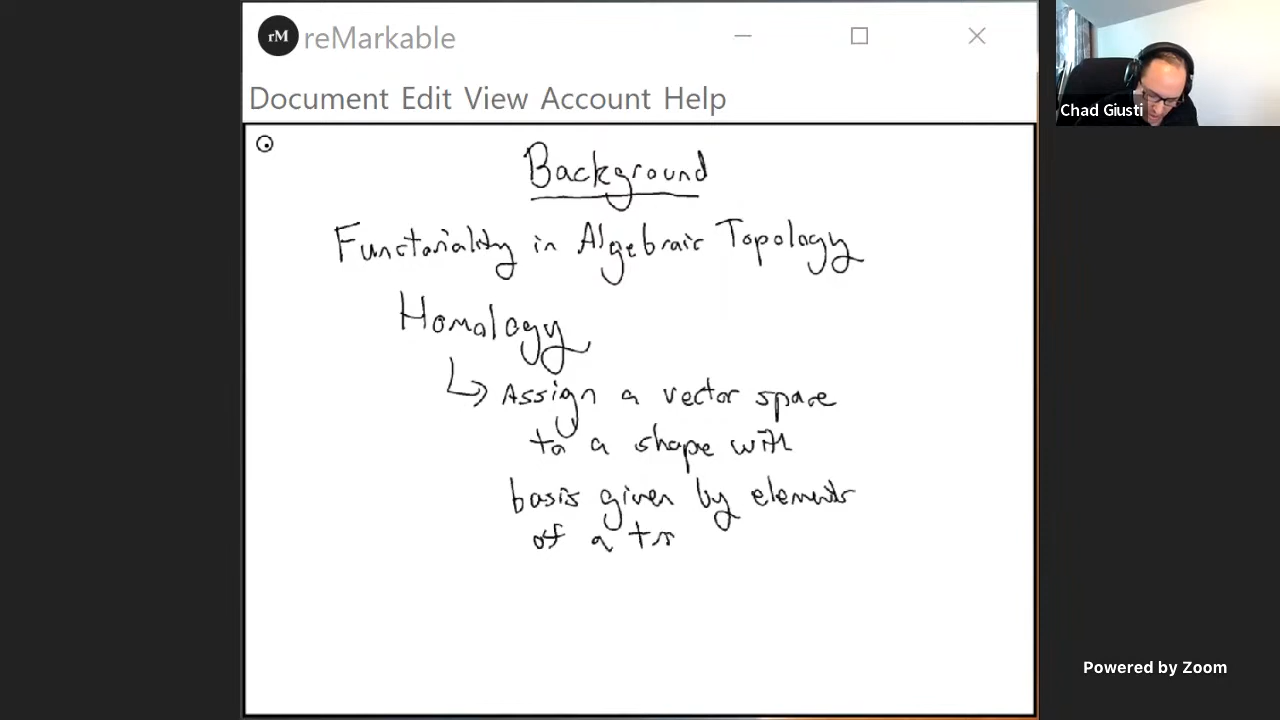 rM reMarkable
Document Edit View Account Help
Background
Functoriality in Algebraic Topology
Homology
↳ Assign a vector space
to a shape with
basis given by elements
of a
Chad Giusti
Powered by Zoom